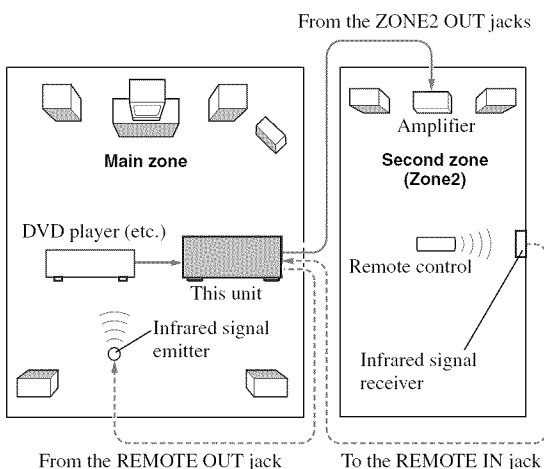 From the ZONE2 OUT jacks
Amplifier
Main zone
Second zone
(Zone2)
DVD player (etc.)
This unit
Remote control
Infrared signal
emitter
Infrared signal
receiver
From the REMOTE OUT jack
To the REMOTE IN jack